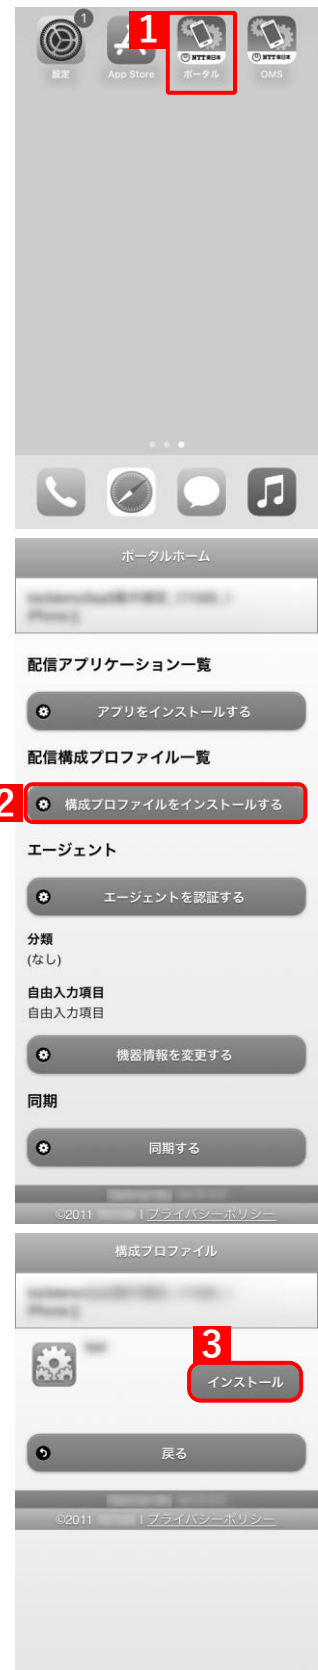 1
1
NTT東日本
NTT東日本
設定
App Store
ポータル
OMS
ポータルホーム
配信アプリケーション一覧
アプリをインストールする
配信構成プロファイル一覧
2
構成プロファイルをインストールする
エージェント
エージェントを認証する
分類
(なし)
自由入力項目
自由入力項目
機器情報を変更する
同期
同期する
©2011 | プライバシーポリシー
構成プロファイル
3
インストール
戻る
©2011 | プライバシーポリシー